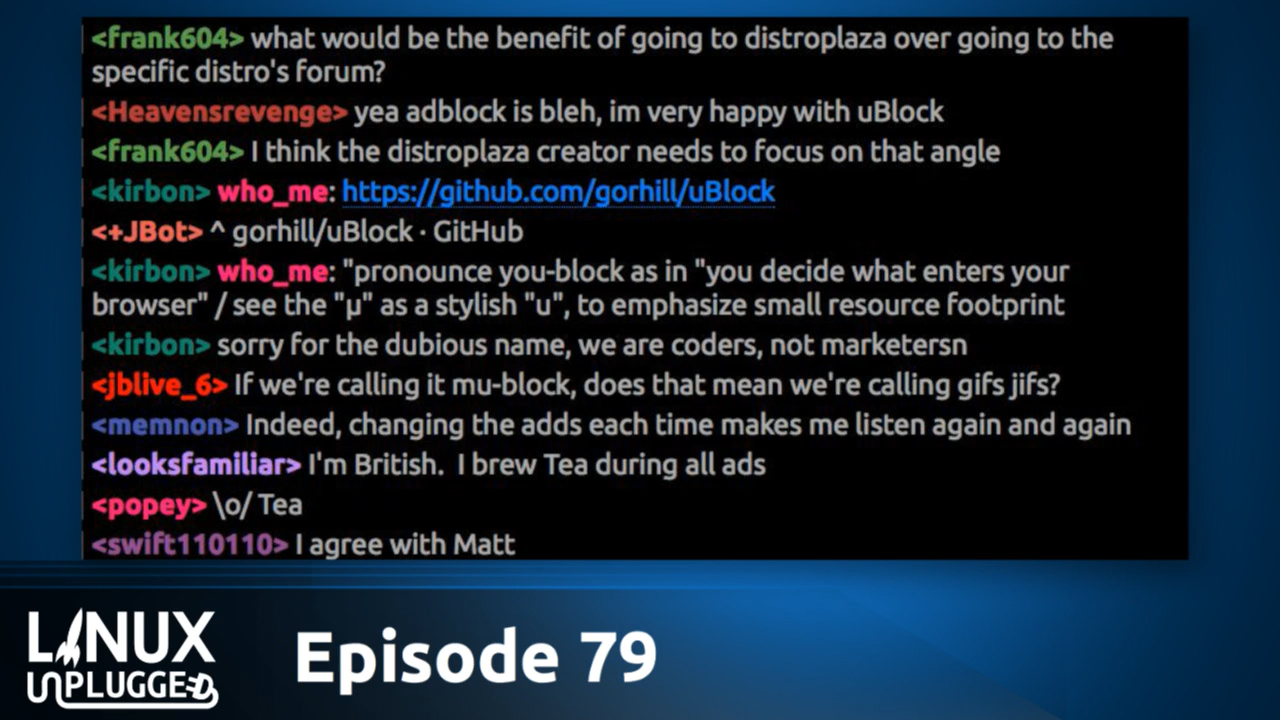 <frank604> what would be the benefit of going to distroplaza over going to the
specific distro's forum?
<Heavensrevenge> yea adblock is bleh, im very happy with uBlock
<frank604> I think the distroplaza creator needs to focus on that angle
<kirbon> who_me: https://github.com/gorhill/uBlock
<+JBot> ^ gorhill/uBlock · GitHub
<kirbon> who_me: "pronounce you-block as in "you decide what enters your
browser" / see the "µ" as a stylish "u", to emphasize small resource footprint
<kirbon> sorry for the dubious name, we are coders, not marketersn
<jblive_6> If we're calling it mu-block, does that mean we're calling gifs jifs?
<memnon> Indeed, changing the adds each time makes me listen again and again
<looksfamiliar> I'm British.  I brew Tea during all ads
<popey> \o/ Tea
<swift110110> I agree with Matt
LINUX
UNPLUGGED
Episode 79